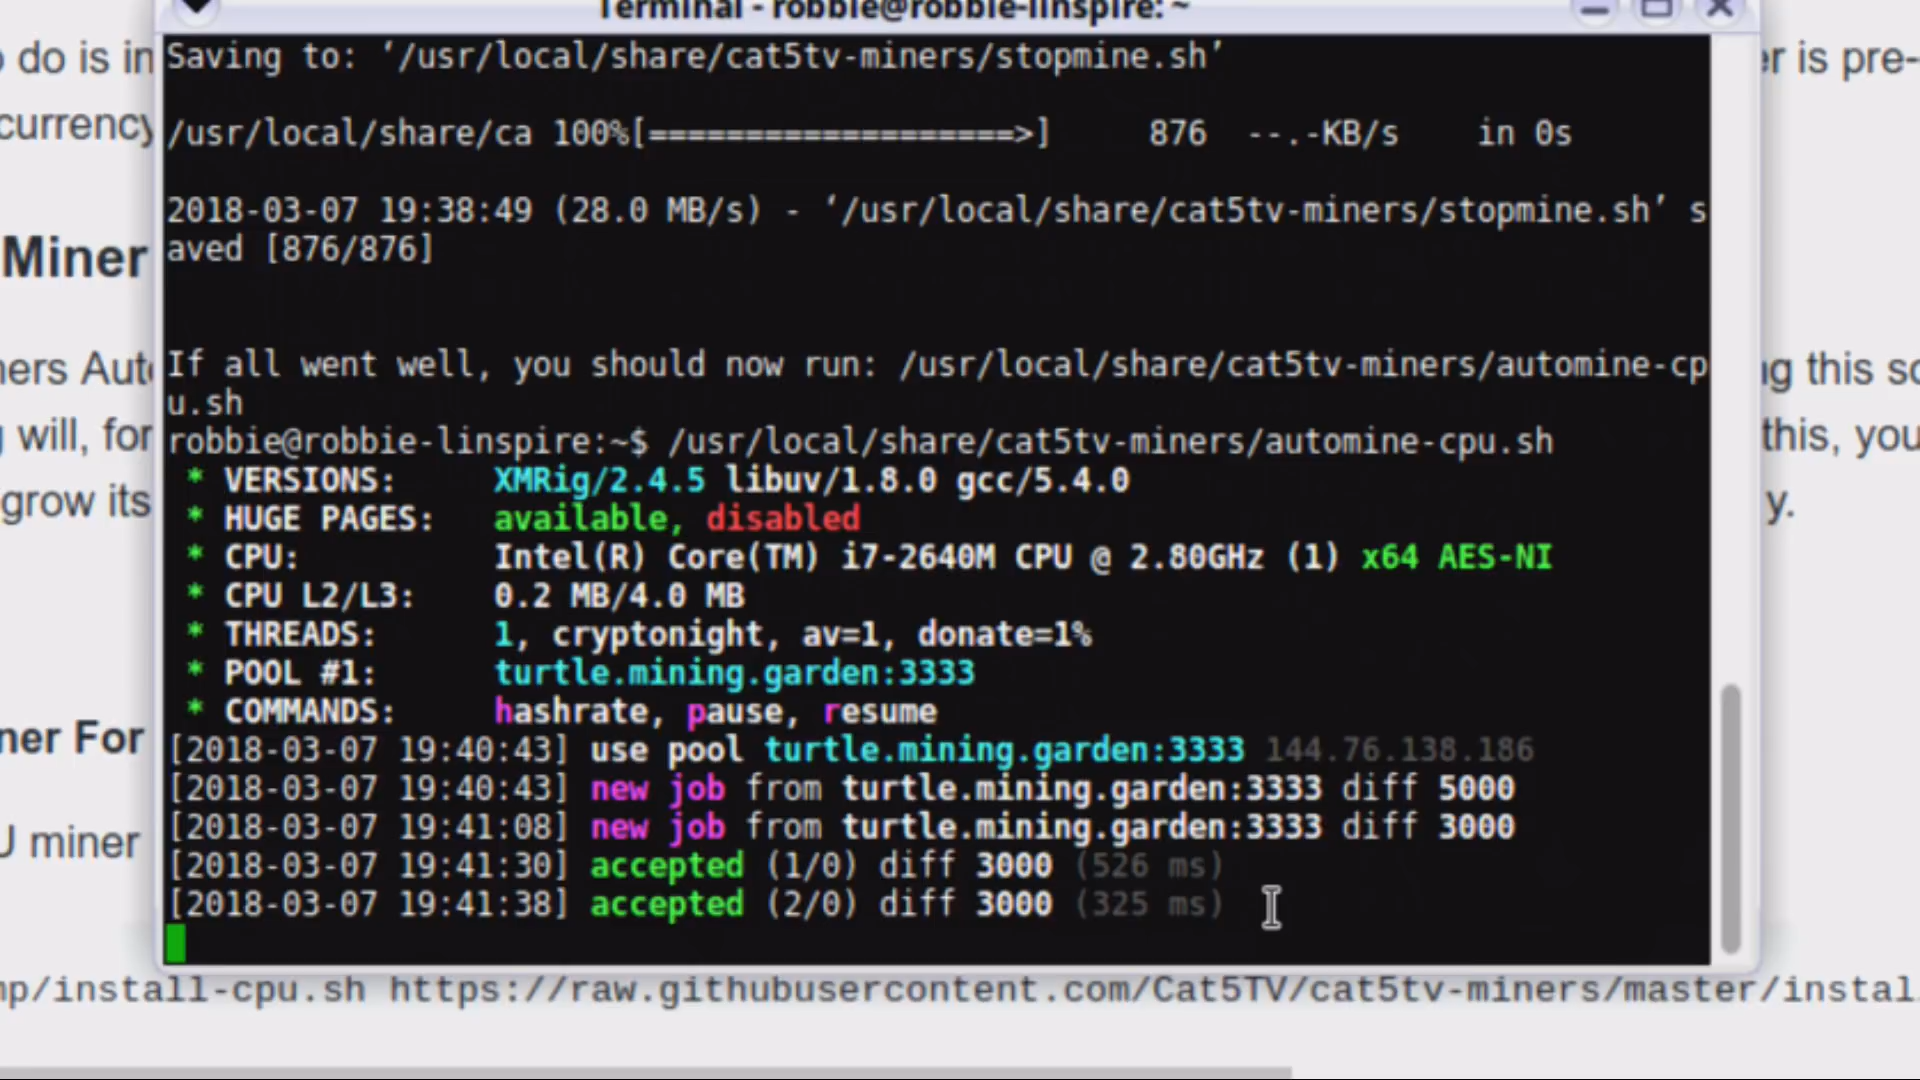 Terminal - robbie@robbie-linspire: ~
do is in
er is pre-
currency
Miner
ners Auto
ng this sc
will, for
this, you
grow its
y.
ner For
U miner
Saving to: ‘/usr/local/share/cat5tv-miners/stopmine.sh’
/usr/local/share/ca 100%[===================>] 876 --.-KB/s in 0s
2018-03-07 19:38:49 (28.0 MB/s) - ‘/usr/local/share/cat5tv-miners/stopmine.sh’ s
aved [876/876]
If all went well, you should now run: /usr/local/share/cat5tv-miners/automine-cp
u.sh
robbie@robbie-linspire:~$ /usr/local/share/cat5tv-miners/automine-cpu.sh
* VERSIONS: XMRig/2.4.5 libuv/1.8.0 gcc/5.4.0
* HUGE PAGES: available, disabled
* CPU: Intel(R) Core(TM) i7-2640M CPU @ 2.80GHz (1) x64 AES-NI
* CPU L2/L3: 0.2 MB/4.0 MB
* THREADS: 1, cryptonight, av=1, donate=1%
* POOL #1: turtle.mining.garden:3333
* COMMANDS: hashrate, pause, resume
[2018-03-07 19:40:43] use pool turtle.mining.garden:3333 144.76.138.186
[2018-03-07 19:40:43] new job from turtle.mining.garden:3333 diff 5000
[2018-03-07 19:41:08] new job from turtle.mining.garden:3333 diff 3000
[2018-03-07 19:41:30] accepted (1/0) diff 3000 (526 ms)
[2018-03-07 19:41:38] accepted (2/0) diff 3000 (325 ms)
mp/install-cpu.sh https://raw.githubusercontent.com/Cat5TV/cat5tv-miners/master/instal